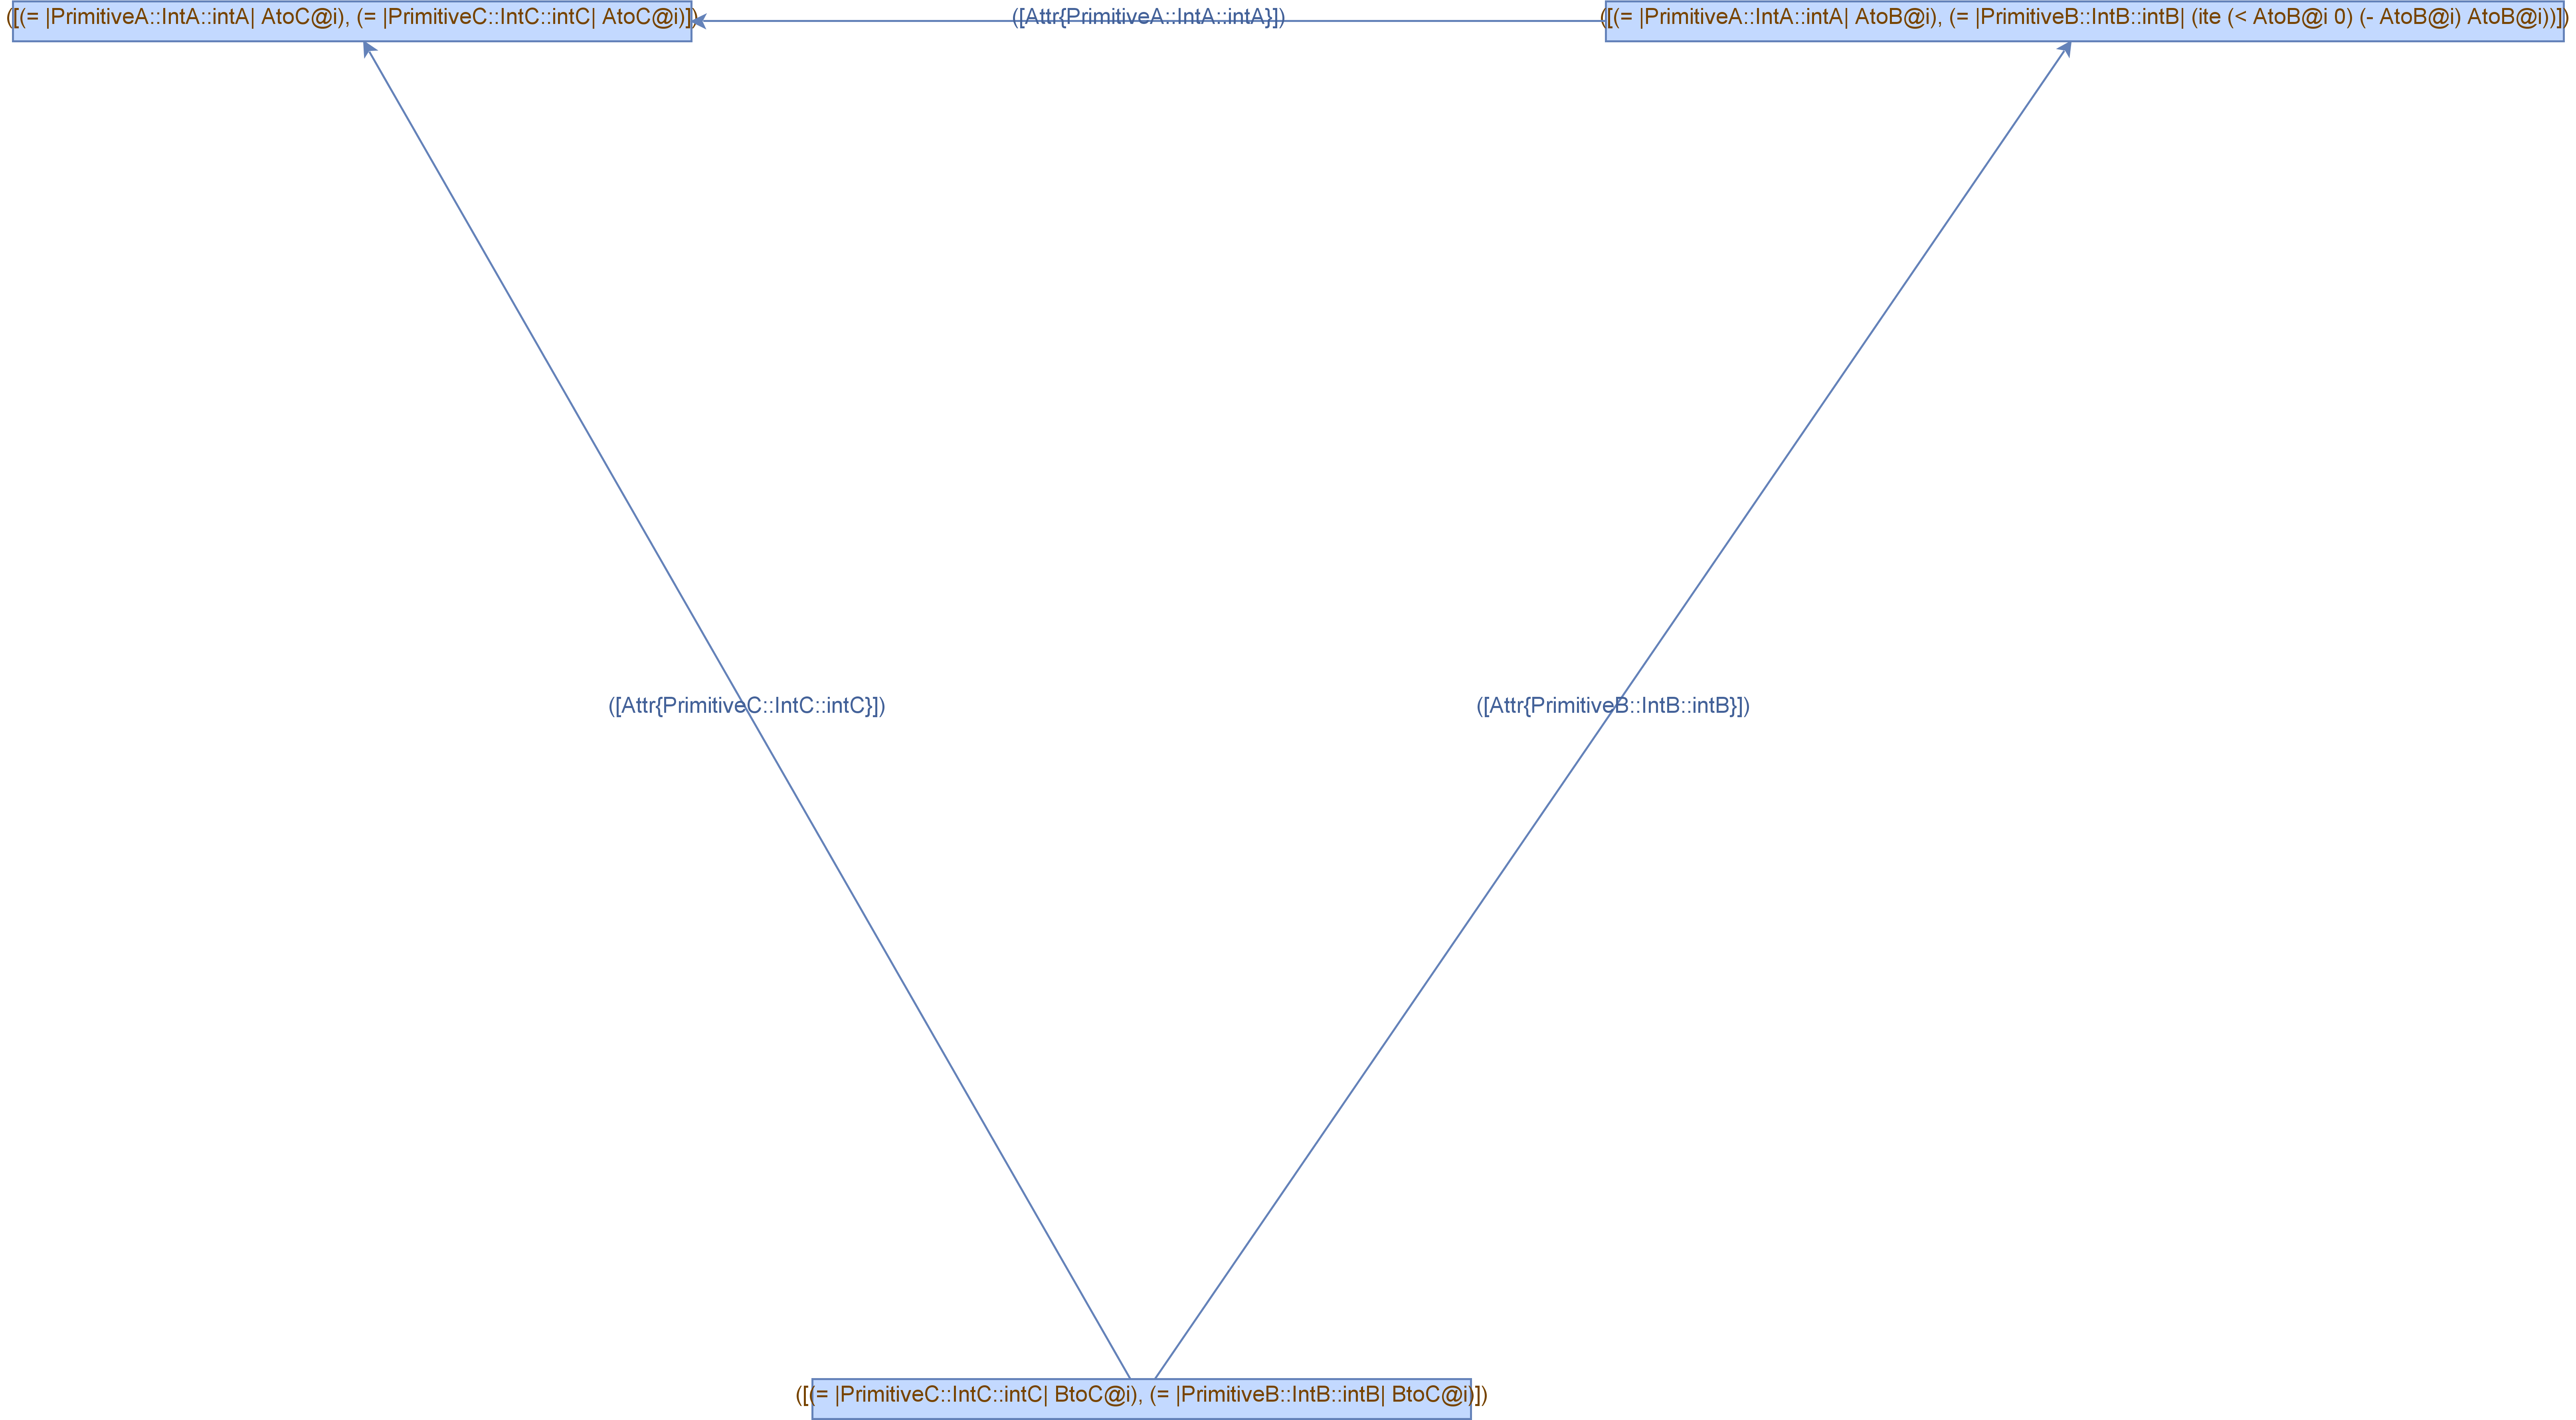 ([(= |PrimitiveA::IntA::intA| AtoC@i), (= |PrimitiveC::IntC::intC| AtoC@i)])
([Attr{PrimitiveA::IntA::intA}])
([(= |PrimitiveA::IntA::intA| AtoB@i), (= |PrimitiveB::IntB::intB| (ite (< AtoB@i 0) (- AtoB@i) AtoB@i))])
([Attr{PrimitiveC::IntC::intC}])
([Attr{PrimitiveB::IntB::intB}])
([(= |PrimitiveC::IntC::intC| BtoC@i), (= |PrimitiveB::IntB::intB| BtoC@i)])